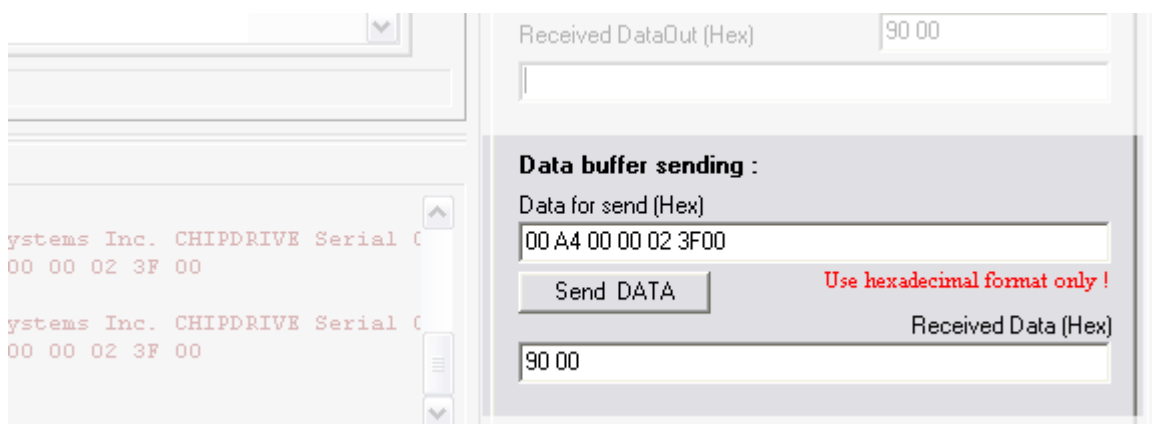 Received DataOut (Hex)
90 00
Data buffer sending :
Data for send (Hex)
00 A4 00 00 02 3F00
Send DATA
Use hexadecimal format only !
Received Data (Hex)
90 00
ystems Inc. CHIPDRIVE Serial
00 00 02 3F 00
ystems Inc. CHIPDRIVE Serial
00 00 02 3F 00